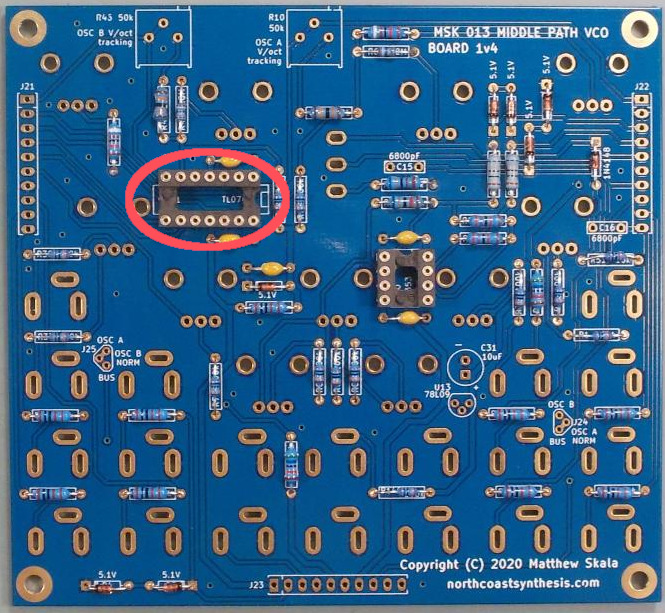 R43 50k
OSC B V/oct
tracking
R10
50k
OSC A
V/oct
tracking
MSK 013 MIDDLE PATH VCO
BOARD 1v4
5.1V
5.1V
5.1V
5.1V
J21
J22
1N4148
6800pF
C15
TL07
C16
6800pF
5.1V
J25
OSC A
OSC B
NORM
BUS
C31
10uF
U13
78L09
+
OSC B
J24
OSC A
NORM
BUS
5.1V
5.1V
J23
Copyright (C) 2020 Matthew Skala
northcoastsynthesis.com